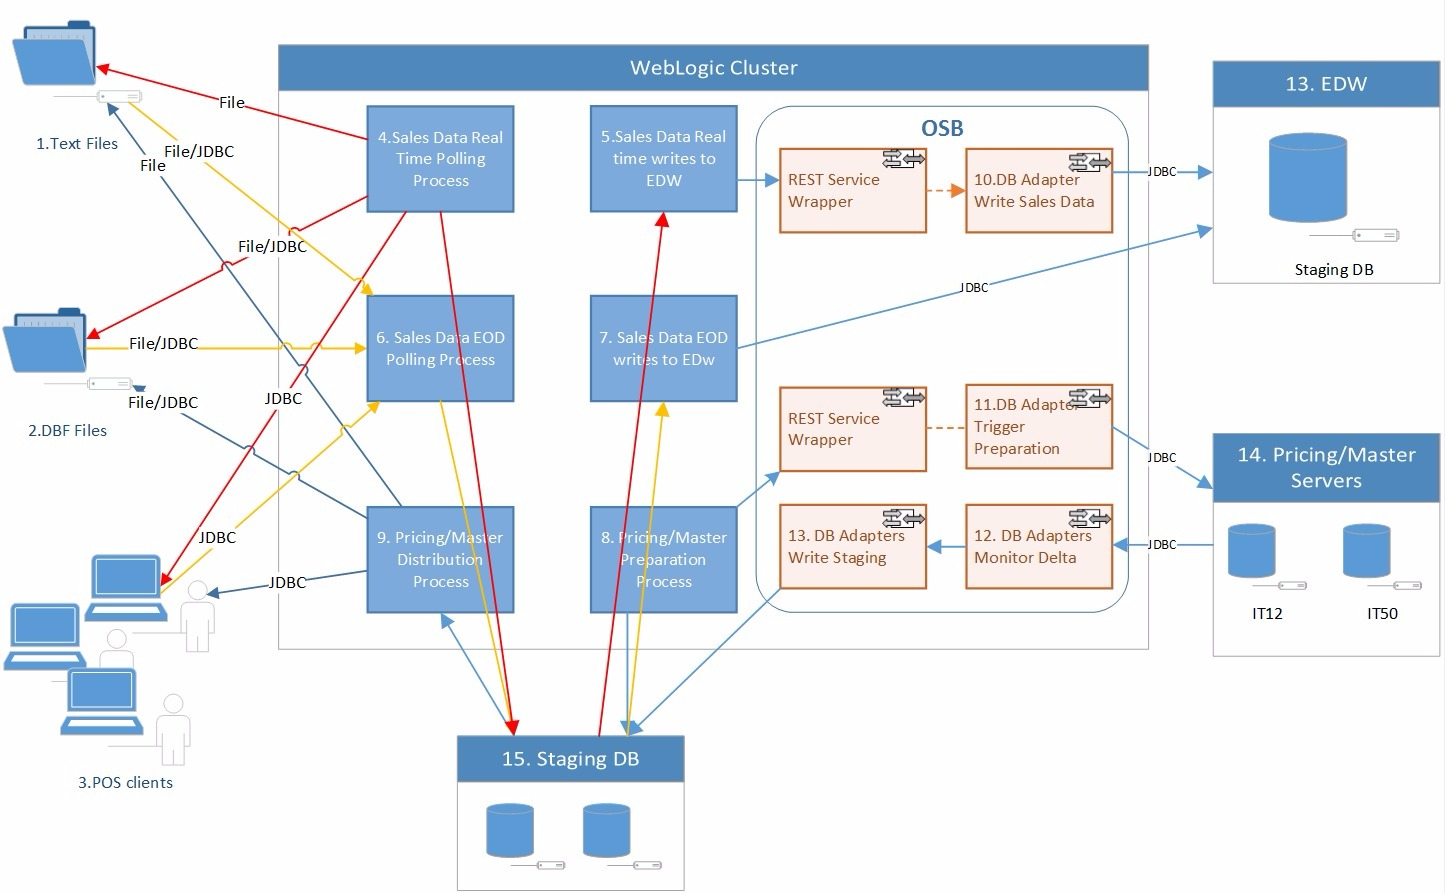 WebLogic Cluster
13. EDW
File
1.Text Files
File/JDBC
File
4.Sales Data Real
Time Polling
Process
5.Sales Data Real
time writes to
EDW
OSB
REST Service
Wrapper
10.DB Adapter
Write Sales Data
JDBC
Staging DB
File/JDBC
JDBC
File/JDBC
6. Sales Data EOD
Polling Process
7. Sales Data EOD
writes to EDw
JDBC
File/JDBC
2.DBF Files
REST Service
Wrapper
11.DB Adapter
Trigger
Preparation
JDBC
14. Pricing/Master
Servers
JDBC
9. Pricing/Master
Distribution
Process
8. Pricing/Master
Preparation
Process
13. DB Adapters
Write Staging
12. DB Adapters
Monitor Delta
JDBC
JDBC
IT12
IT50
15. Staging DB
3.POS clients